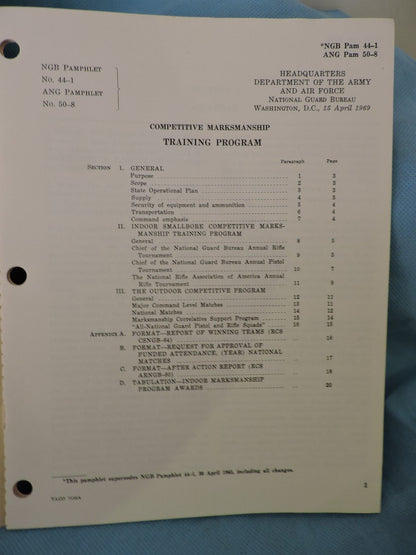 *NGB Pam 44-1
ANG Pam 50-8
NGB Pamphlet
No. 44-1
ANG Pamphlet
No. 50-8
HEADQUARTERS
DEPARTMENT OF THE ARMY
AND AIR FORCE
National Guard Bureau
Washington, D.C., 15 April 1969
COMPETITIVE MARKSMANSHIP
TRAINING PROGRAM
Paragraph Page
Section I. GENERAL
Purpose 1 3
Scope 2 3
State Operational Plan 3 3
Supply 4 3
Security of equipment and ammunition 5 4
Transportation 6 4
Command emphasis 7 4
II. INDOOR SMALLBORE COMPETITIVE MARKS-
MANSHIP TRAINING PROGRAM
General 8 5
Chief of the National Guard Bureau Annual Rifle
Tournament 9 5
Chief of the National Guard Bureau Annual Pistol
Tournament 10 7
The National Rifle Association of America Annual
Rifle Tournament 11 9
III. THE OUTDOOR COMPETITIVE PROGRAM
General 12 11
Major Command Level Matches 13 11
National Matches 14 12
Marksmanship Correlative Support Program 15 14
"All-National Guard Pistol and Rifle Squads" 16 15
Appendix A. FORMAT—REPORT OF WINNING TEAMS (RCS
CSNGB-64) 16
B. FORMAT—REQUEST FOR APPROVAL OF
FUNDED ATTENDANCE, (YEAR) NATIONAL
MATCHES 17
C. FORMAT—AFTER ACTION REPORT (RCS
18
D. TABULATION—INDOOR MARKSMANSHIP
PROGRAM AWARDS 20
*This pamphlet supersedes NGB Pamphlet 44-1, 30 April 1965, including all changes.
TAGO 7098A